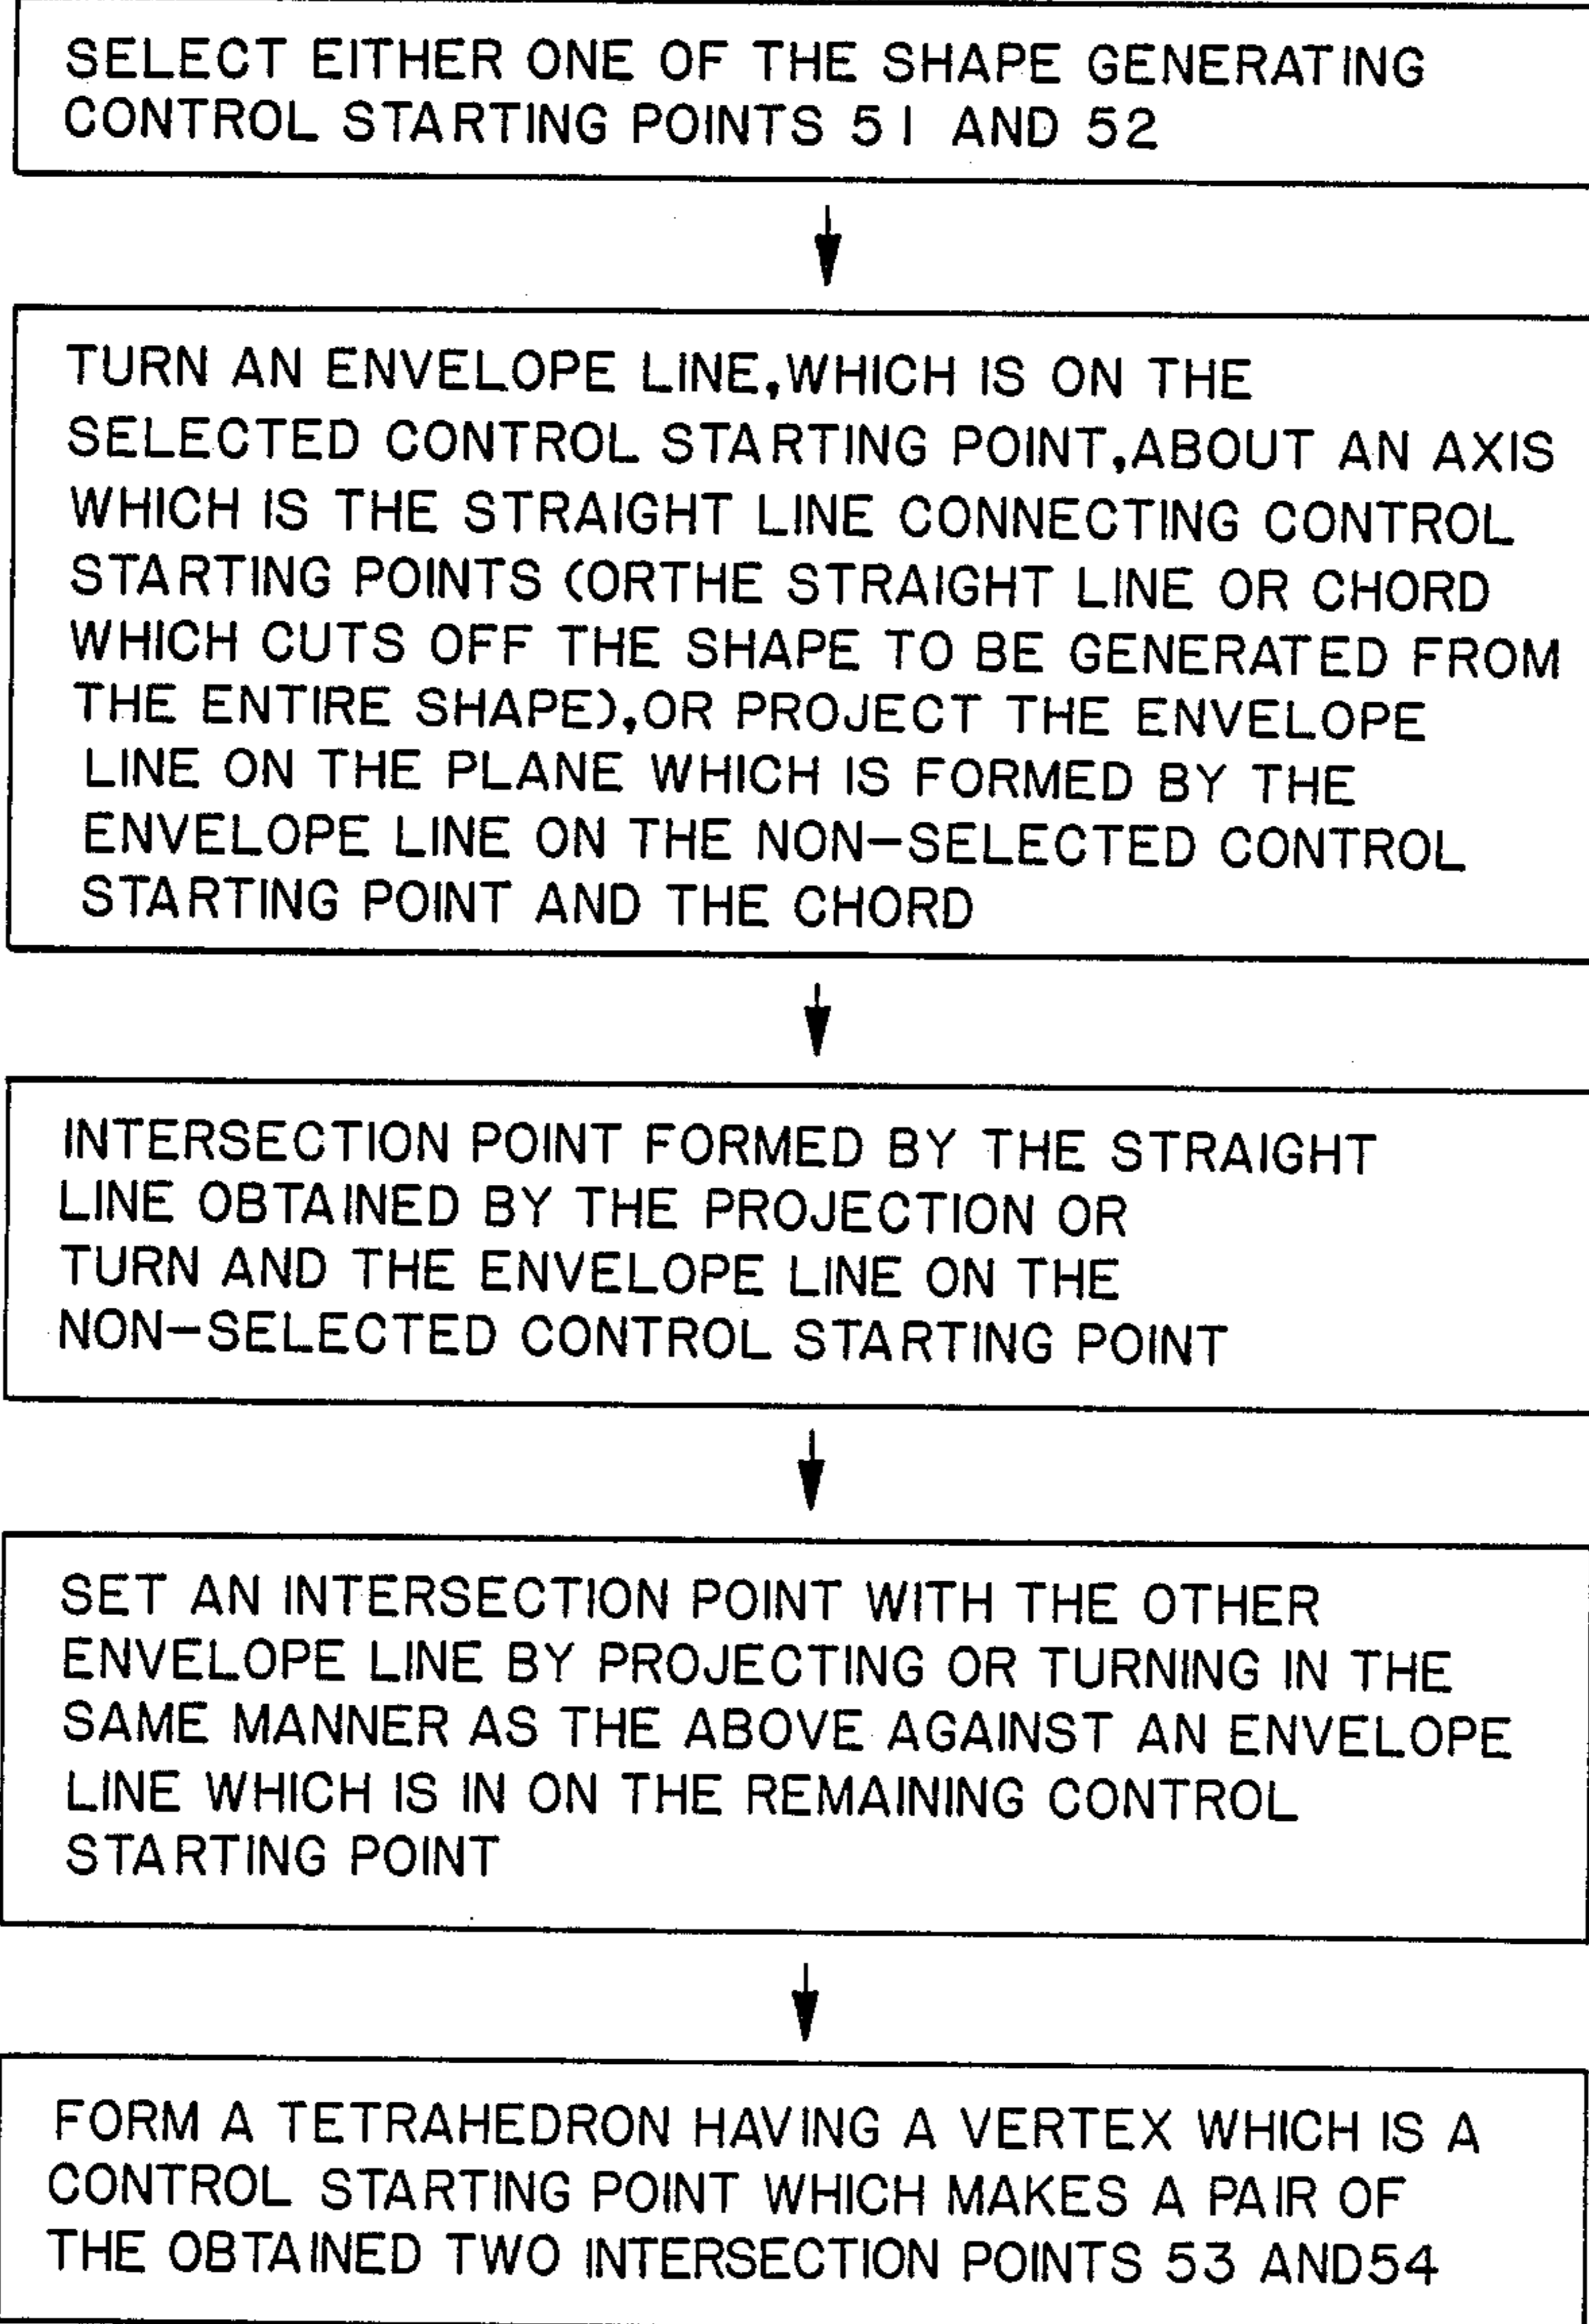 SELECT EITHER ONE OF THE SHAPE GENERATING
CONTROL STARTING POINTS 51 AND 52
TURN AN ENVELOPE LINE,WHICH IS ON THE
SELECTED CONTROL STARTING POINT,ABOUT AN AXIS
WHICH IS THE STRAIGHT LINE CONNECTING CONTROL
STARTING POINTS (ORTHE STRAIGHT LINE OR CHORD
WHICH CUTS OFF THE SHAPE TO BE GENERATED FROM
THE ENTIRE SHAPE),OR PROJECT THE ENVELOPE
LINE ON THE PLANE WHICH IS FORMED BY THE
ENVELOPE LINE ON THE NON-SELECTED CONTROL
STARTING POINT AND THE CHORD
INTERSECTION POINT FORMED BY THE STRAIGHT
LINE OBTAINED BY THE PROJECTION OR
TURN AND THE ENVELOPE LINE ON THE
NON-SELECTED CONTROL STARTING POINT
SET AN INTERSECTION POINT WITH THE OTHER
ENVELOPE LINE BY PROJECTING OR TURNING IN THE
SAME MANNER AS THE ABOVE AGAINST AN ENVELOPE
LINE WHICH IS IN ON THE REMAINING CONTROL
STARTING POINT
FORM A TETRAHEDRON HAVING A VERTEX WHICH IS A
CONTROL STARTING POINT WHICH MAKES A PAIR OF
THE OBTAINED TWO INTERSECTION POINTS 53 AND54